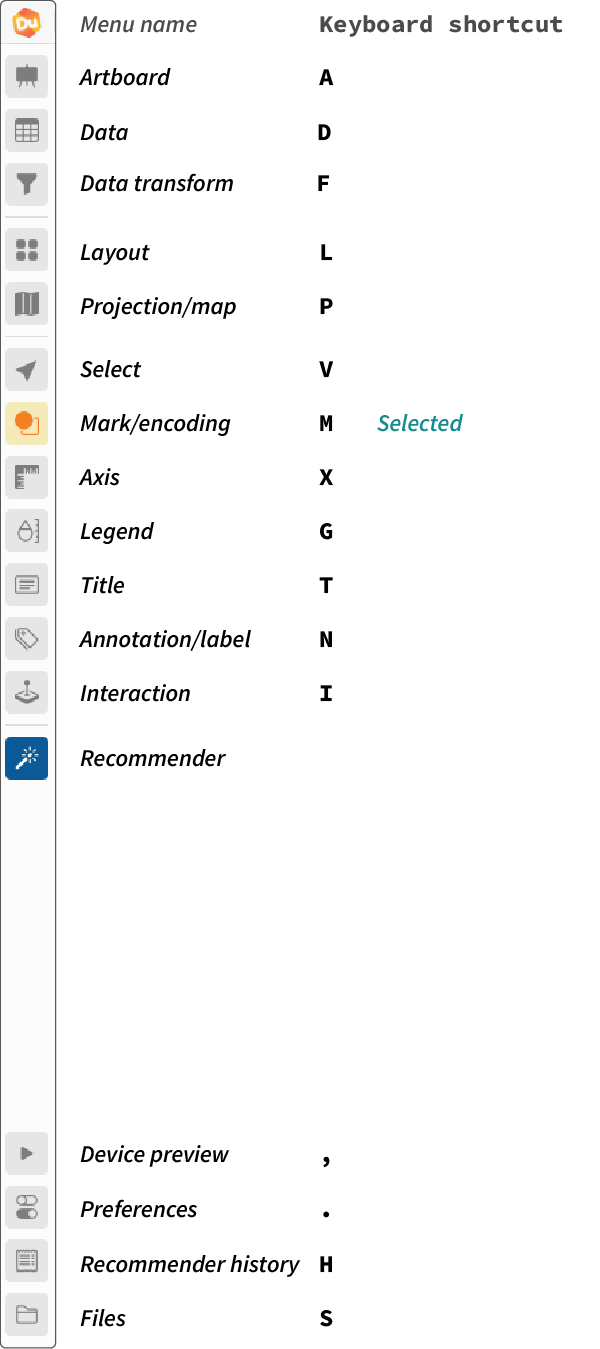 Du
Menu name Keyboard shortcut
Artboard A
Data D
Data transform F
Layout L
Projection/map P
Select V
Mark/encoding M Selected
Axis X
Legend G
Title T
Annotation/label N
Interaction I
Recommender
Device preview ,
Preferences .
Recommender history H
Files S